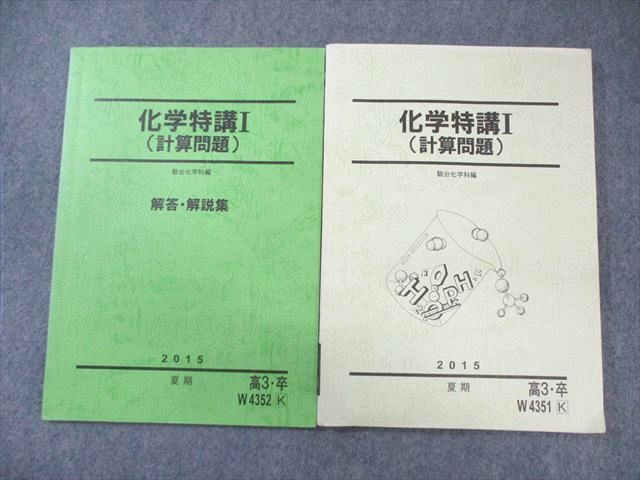 化学特講I
(計算問題)
駿台化学科編
解答・解説集
2015
夏期
高3・卒
W4352 K
化学特講I
(計算問題)
駿台化学科編
2015
夏期
高3・卒
W4351 K